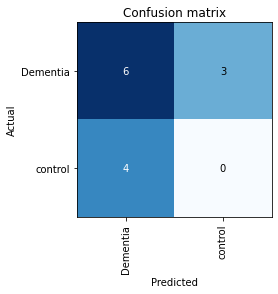 Confusion matrix
Actual
Dementia
6
3
control
4
0
Dementia
control
Predicted